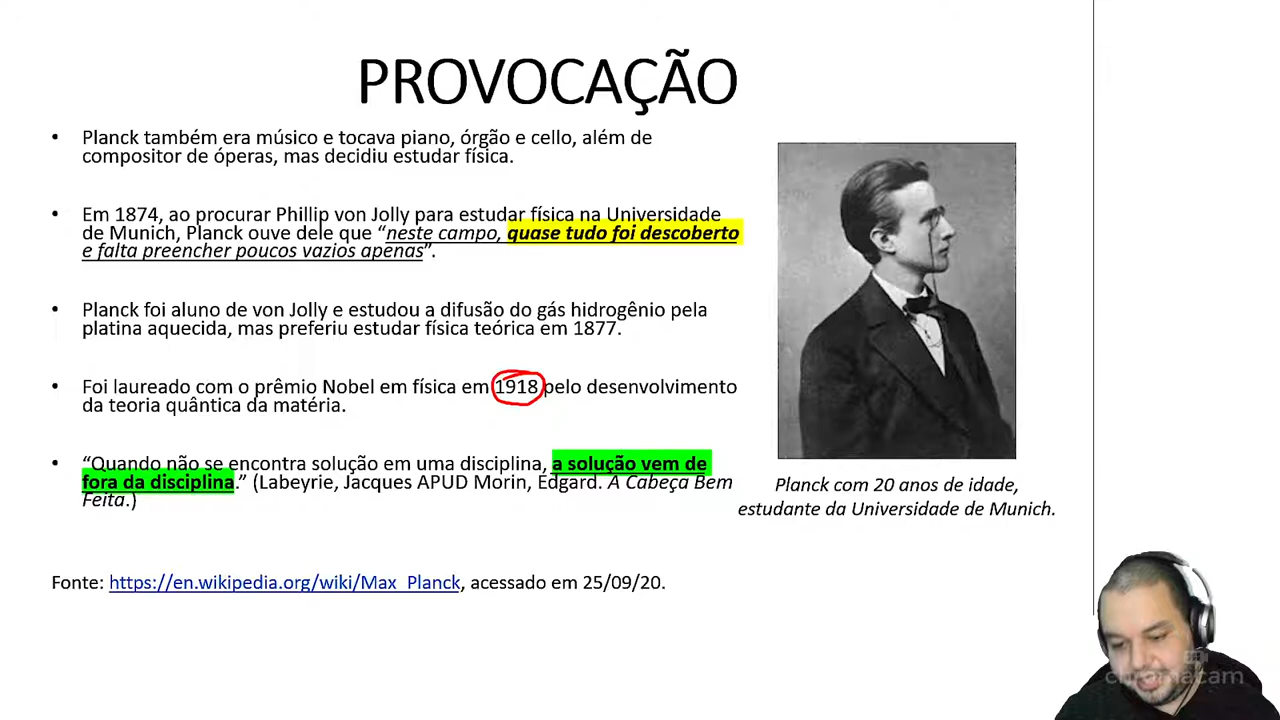 PROVOCAÇÃO
• Planck também era músico e tocava piano, órgão e cello, além de
compositor de óperas, mas decidiu estudar física.
• Em 1874, ao procurar Phillip von Jolly para estudar física na Universidade
de Munich, Planck ouve dele que “neste campo, quase tudo foi descoberto
e falta preencher poucos vazios apenas”.
• Planck foi aluno de von Jolly e estudou a difusão do gás hidrogênio pela
platina aquecida, mas preferiu estudar física teórica em 1877.
• Foi laureado com o prêmio Nobel em física em 1918 pelo desenvolvimento
da teoria quântica da matéria.
• “Quando não se encontra solução em uma disciplina, a solução vem de
fora da disciplina.” (Labeyrie, Jacques APUD Morin, Edgard. A Cabeça Bem
Feita.)
Planck com 20 anos de idade,
estudante da Universidade de Munich.
Fonte: https://en.wikipedia.org/wiki/Max_Planck, acessado em 25/09/20.
chromacam